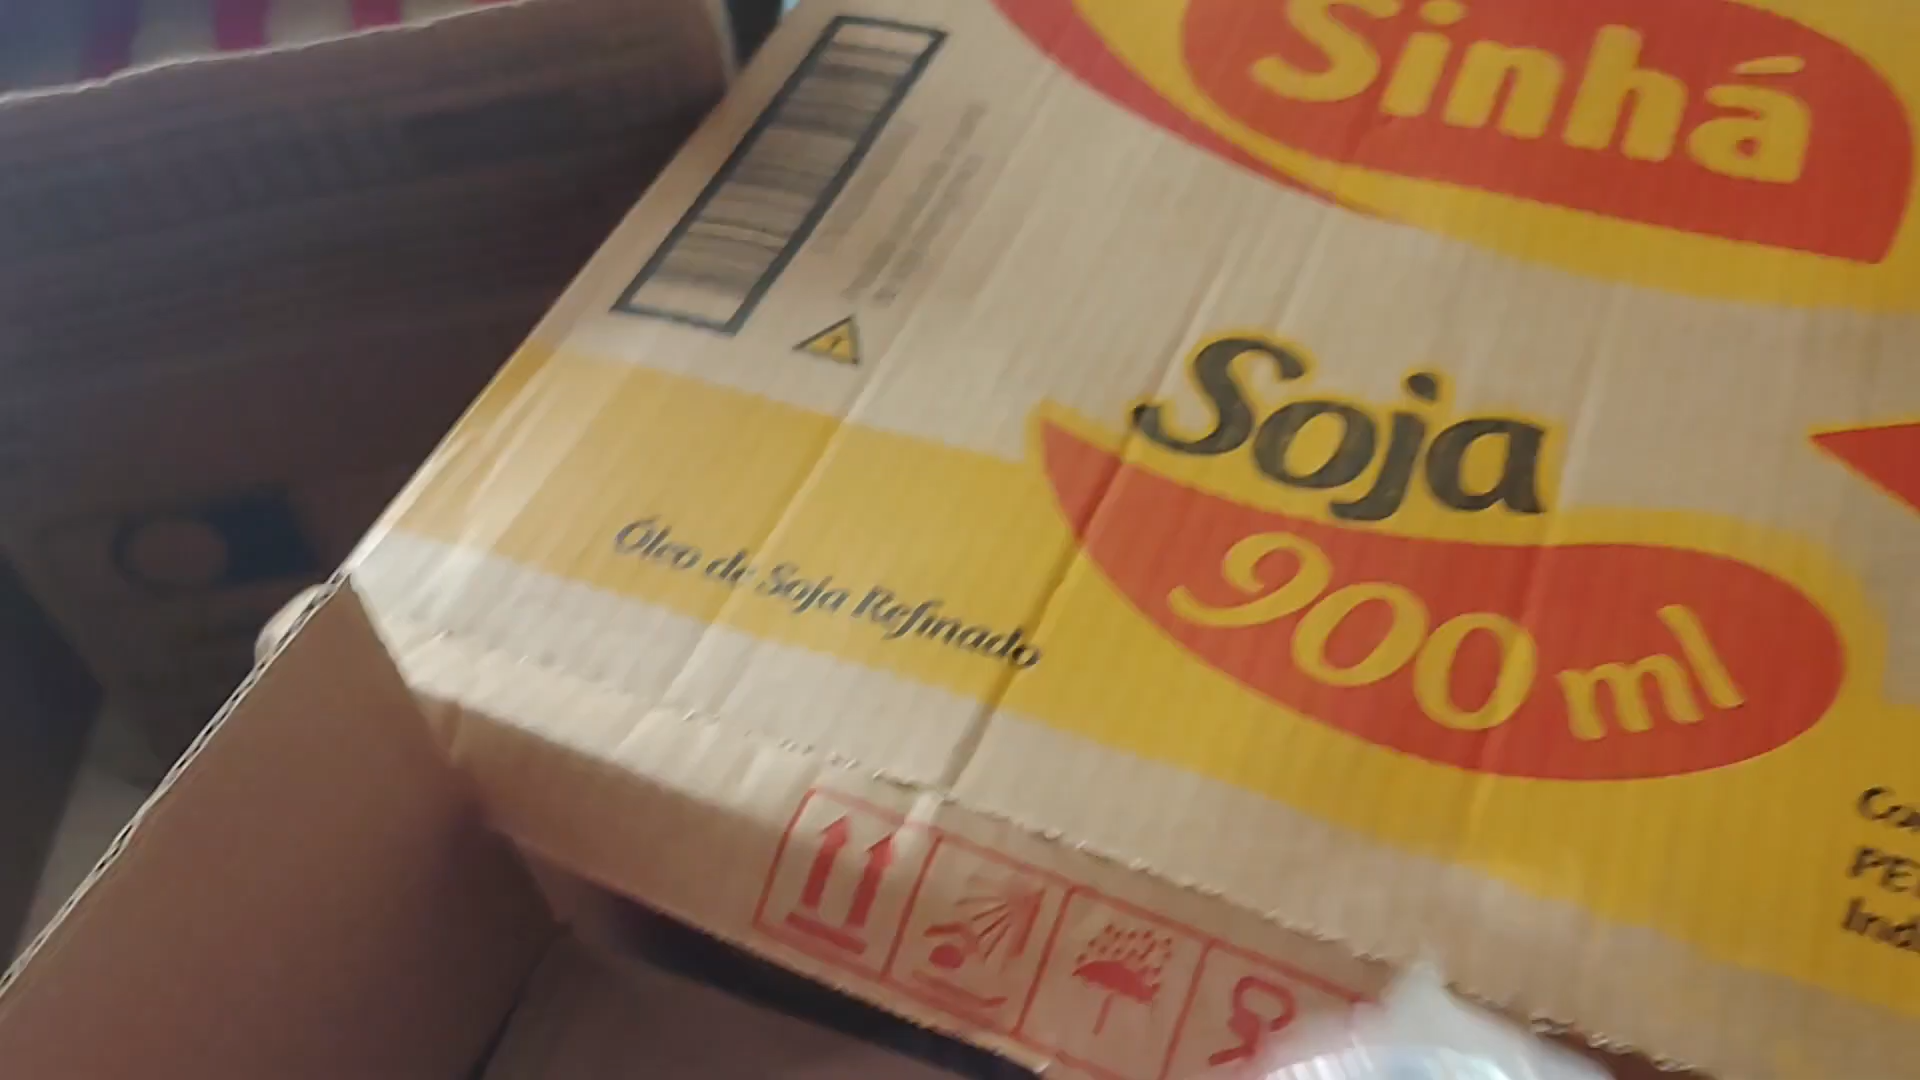 Sinhá
Soja
900 ml
Óleo de Soja Refinado